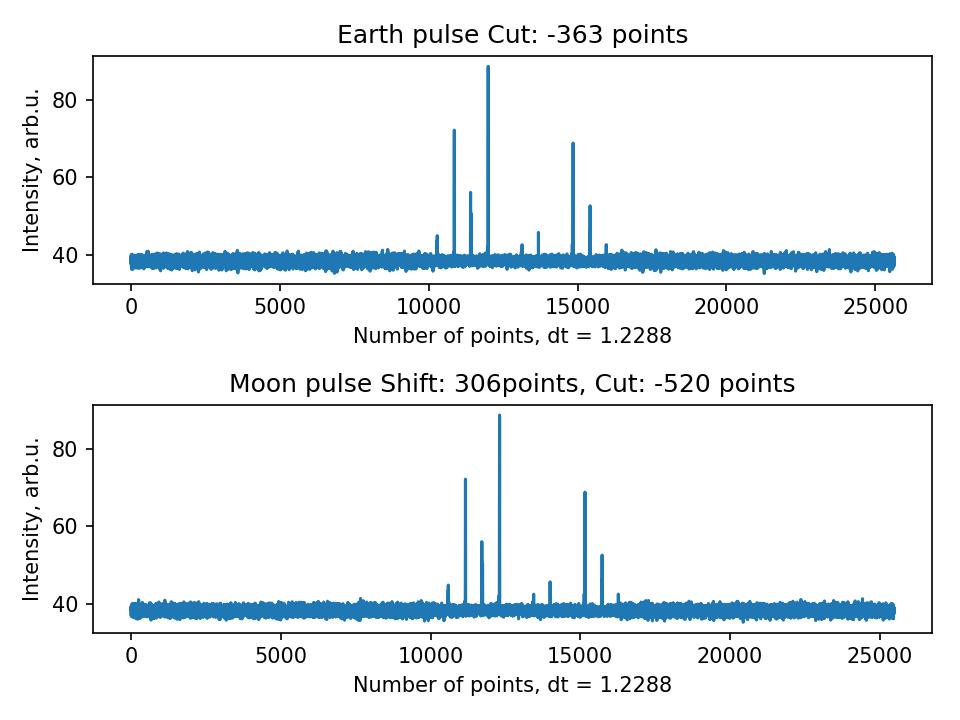 Earth pulse Cut: -363 points
Intensity, arb.u.
80
60
40
0 5000 10000 15000 20000 25000
Number of points, dt = 1.2288
Moon pulse Shift: 306points, Cut: -520 points
Intensity, arb.u.
80
60
40
0 5000 10000 15000 20000 25000
Number of points, dt = 1.2288